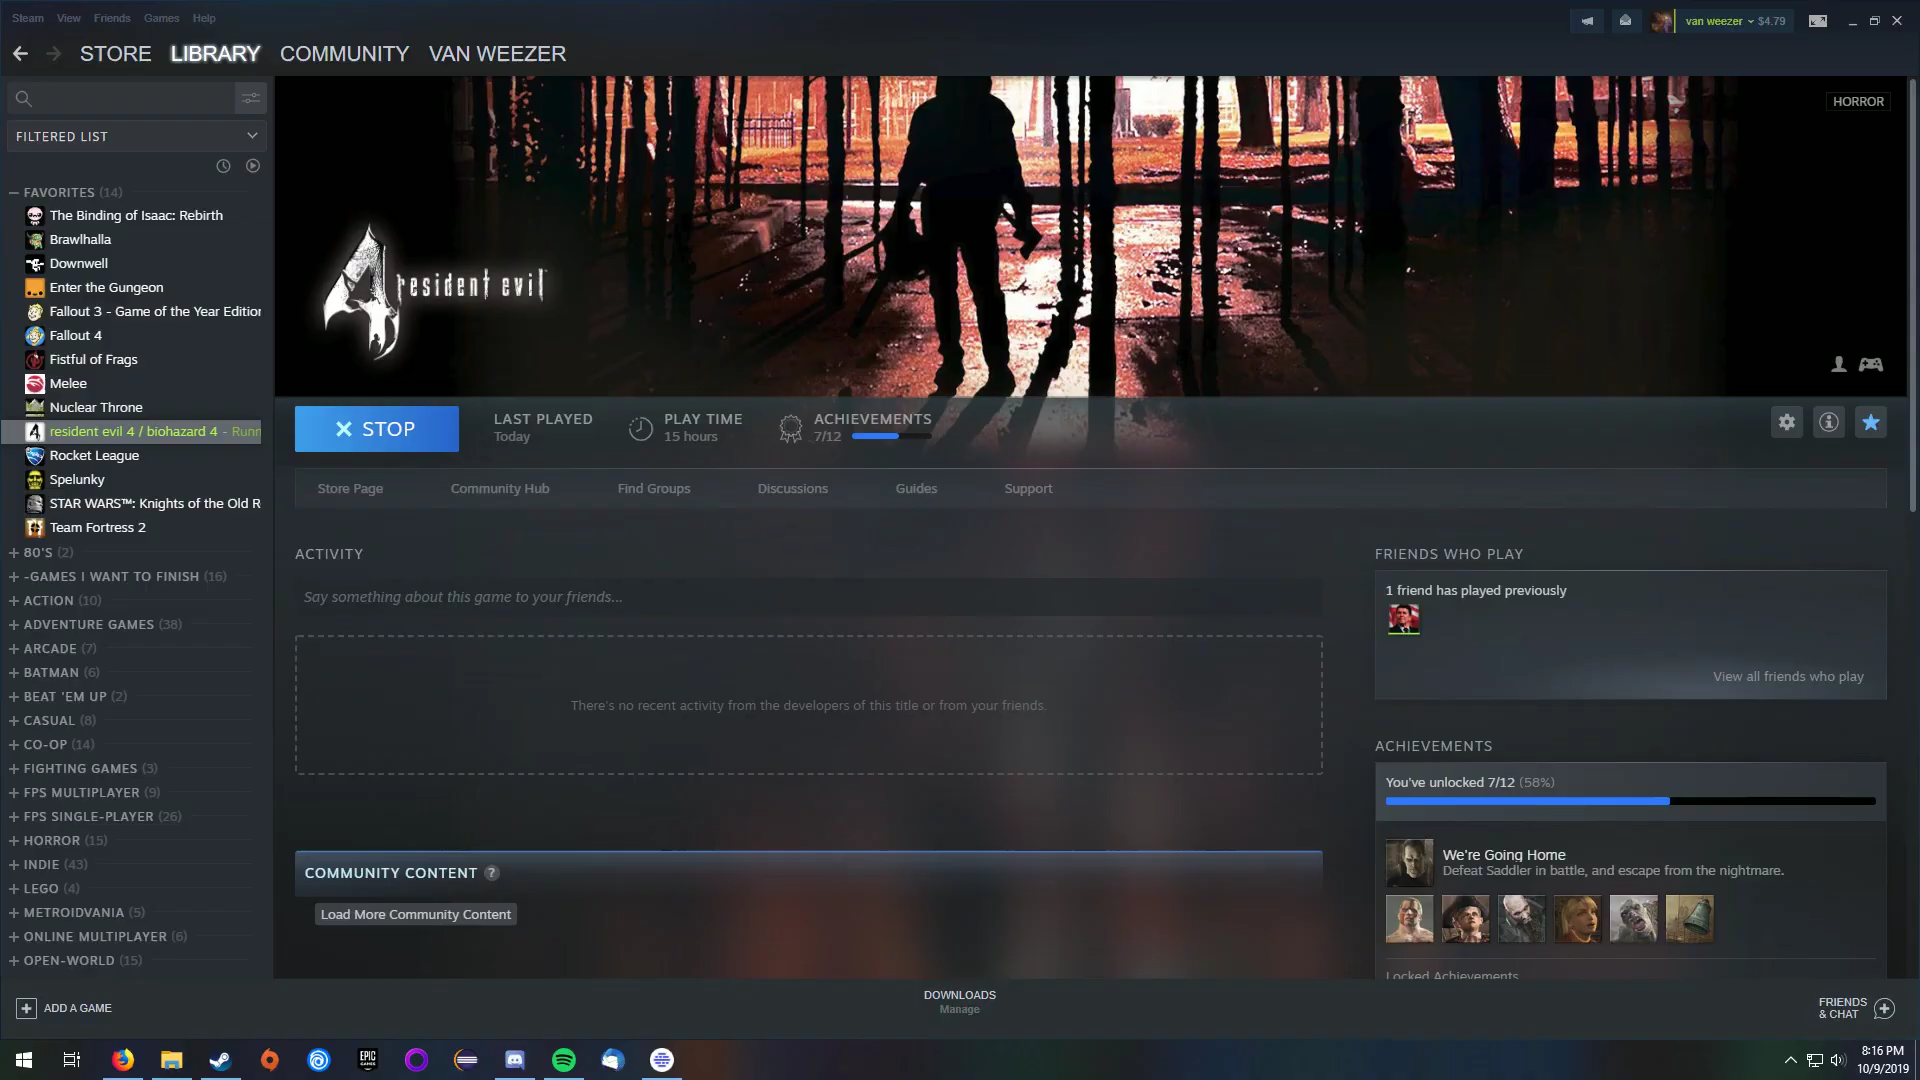 Steam View Friends Games Help
van weezer $4.79
STORE LIBRARY COMMUNITY VAN WEEZER
HORROR
FILTERED LIST
FAVORITES (14)
The Binding of Isaac: Rebirth
Brawlhalla
Downwell
Enter the Gungeon
Fallout 3 - Game of the Year Edition
Fallout 4
Fistful of Frags
Melee
Nuclear Throne
resident evil 4 / biohazard 4 - Runn
Rocket League
Spelunky
STAR WARS™: Knights of the Old R
Team Fortress 2
80'S (2)
-GAMES I WANT TO FINISH (16)
ACTION (10)
ADVENTURE GAMES (38)
ARCADE (7)
BATMAN (6)
BEAT 'EM UP (2)
CASUAL (8)
CO-OP (14)
FIGHTING GAMES (3)
FPS MULTIPLAYER (9)
FPS SINGLE-PLAYER (26)
HORROR (15)
INDIE (43)
LEGO (4)
METROIDVANIA (5)
ONLINE MULTIPLAYER (6)
OPEN-WORLD (15)
ADD A GAME
4 resident evil
STOP
LAST PLAYED
Today
PLAY TIME
15 hours
ACHIEVEMENTS
7/12
Store Page Community Hub Find Groups Discussions Guides Support
ACTIVITY
Say something about this game to your friends...
There's no recent activity from the developers of this title or from your friends.
COMMUNITY CONTENT ?
Load More Community Content
FRIENDS WHO PLAY
1 friend has played previously
View all friends who play
ACHIEVEMENTS
You've unlocked 7/12 (58%)
We're Going Home
Defeat Saddler in battle, and escape from the nightmare.
Locked Achievements
DOWNLOADS
Manage
FRIENDS
& CHAT
EPIC
GAMES
8:16 PM
10/9/2019